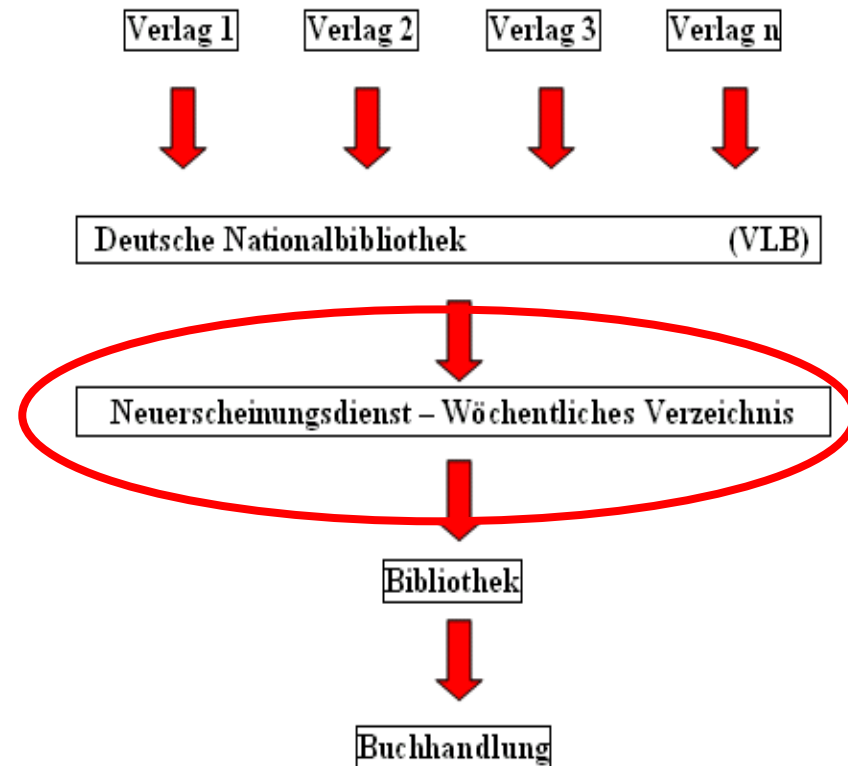 Verlag 1 Verlag 2 Verlag 3 Verlag n
Deutsche Nationalbibliothek (VLB)
Neuerscheinungsdienst – Wöchentliches Verzeichnis
Bibliothek
Buchhandlung